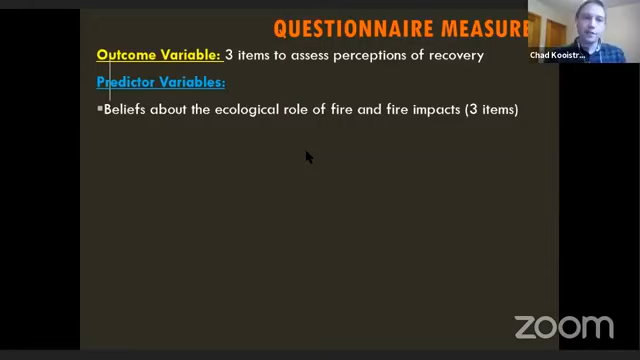 QUESTIONNAIRE MEASURE
Chad Kooistr...
Outcome Variable: 3 items to assess perceptions of recovery
Predictor Variables:
▪Beliefs about the ecological role of fire and fire impacts (3 items)
zoom